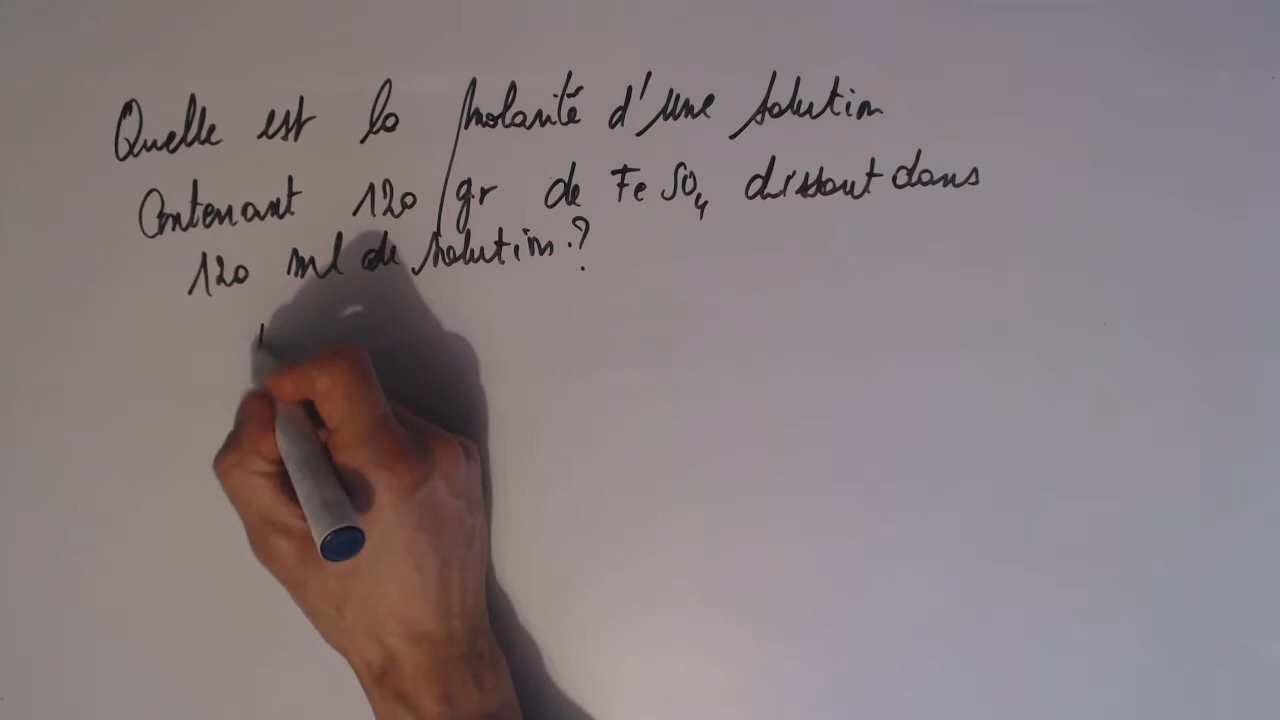 Quelle est la molarité d'une solution
Contenant 120 gr de FeSO₄ dissout dans
120 ml de solution.?